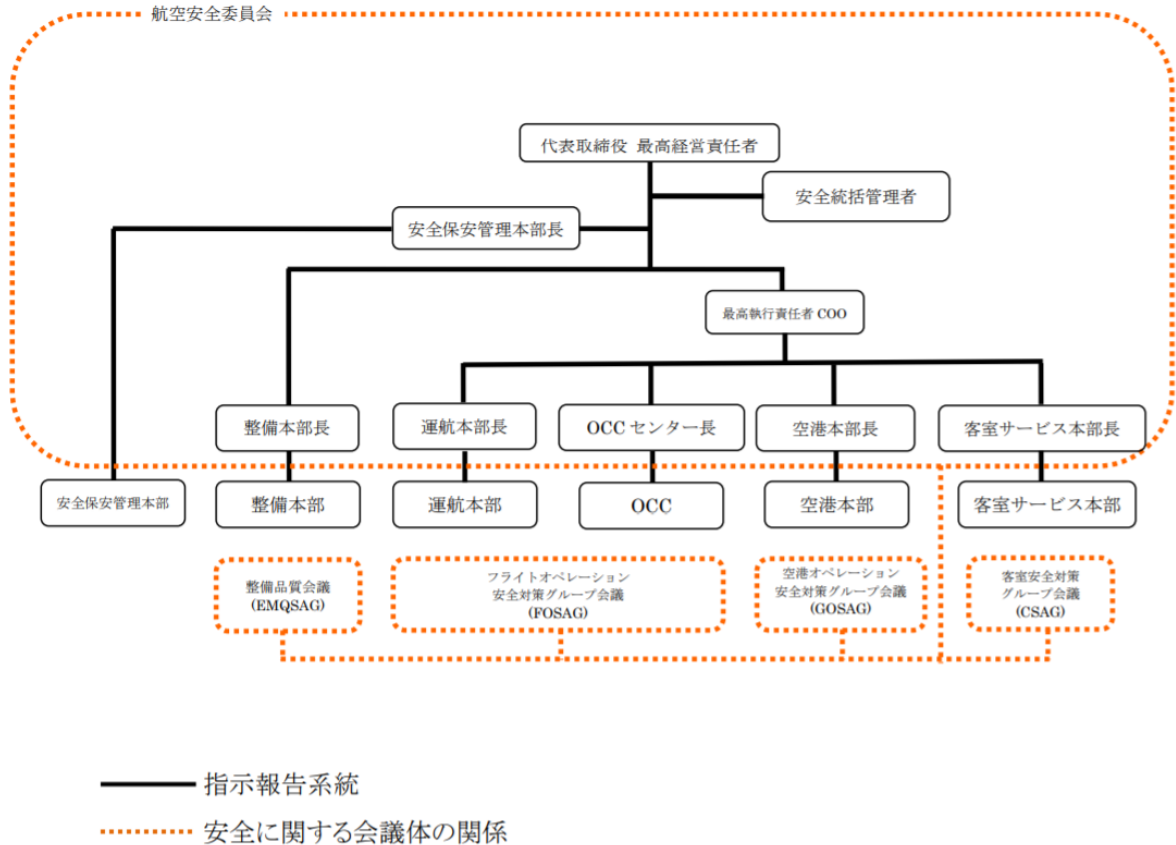 航空安全委員会
代表取締役 最高経営責任者
安全統括管理者
安全保安管理本部長
最高執行責任者 COO
整備本部長
運航本部長
OCC センター長
空港本部長
客室サービス本部長
安全保安管理本部
整備本部
運航本部
OCC
空港本部
客室サービス本部
整備品質会議
(EMQSAG)
フライトオペレーション
安全対策グループ会議
(FOSAG)
空港オペレーション
安全対策グループ会議
(GOSAG)
客室安全対策
グループ会議
(CSAG)
指示報告系統
安全に関する会議体の関係